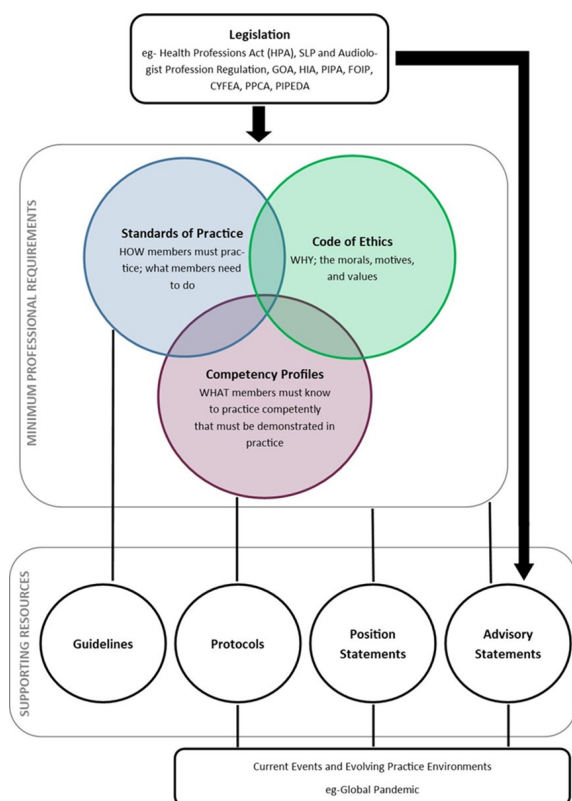 Legislation
eg- Health Professions Act (HPA), SLP and Audiolo-
gist Profession Regulation, GOA, HIA, PIPA, FOIP,
CYFEA, PPCA, PIPEDA
MINIMUM PROFESSIONAL REQUIREMENTS
Standards of Practice
HOW members must prac-
tice; what members need
to do
Code of Ethics
WHY; the morals, motives,
and values
Competency Profiles
WHAT members must know
to practice competently
that must be demonstrated in
practice
SUPPORTING RESOURCES
Guidelines
Protocols
Position
Statements
Advisory
Statements
Current Events and Evolving Practice Environments
eg-Global Pandemic